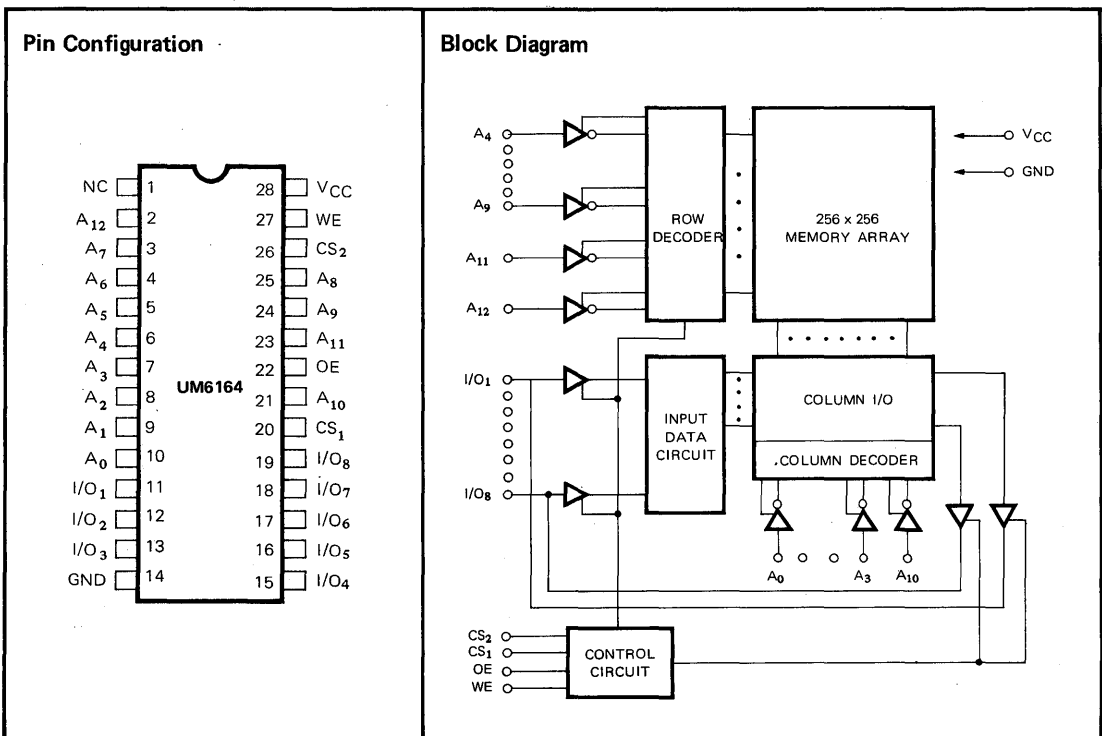 Pin Configuration
NC 1 28 VCC
A12 2 27 WE
A7 3 26 CS2
A6 4 25 A8
A5 5 24 A9
A4 6 23 A11
A3 7 22 OE
UM6164
A2 8 21 A10
A1 9 20 CS1
A0 10 19 I/O8
I/O1 11 18 I/O7
I/O2 12 17 I/O6
I/O3 13 16 I/O5
GND 14 15 I/O4
Block Diagram
A4
A9
A11
A12
ROW
DECODER
256 x 256
MEMORY ARRAY
VCC
GND
I/O1
I/O8
INPUT
DATA
CIRCUIT
COLUMN I/O
COLUMN DECODER
A0 A3 A10
CS2
CS1
OE
WE
CONTROL
CIRCUIT